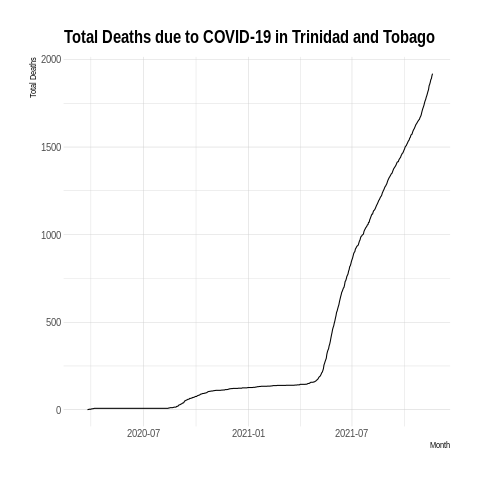 Total Deaths due to COVID-19 in Trinidad and Tobago
Total Deaths
2000
1500
1000
500
0
2020-07 2021-01 2021-07
Month